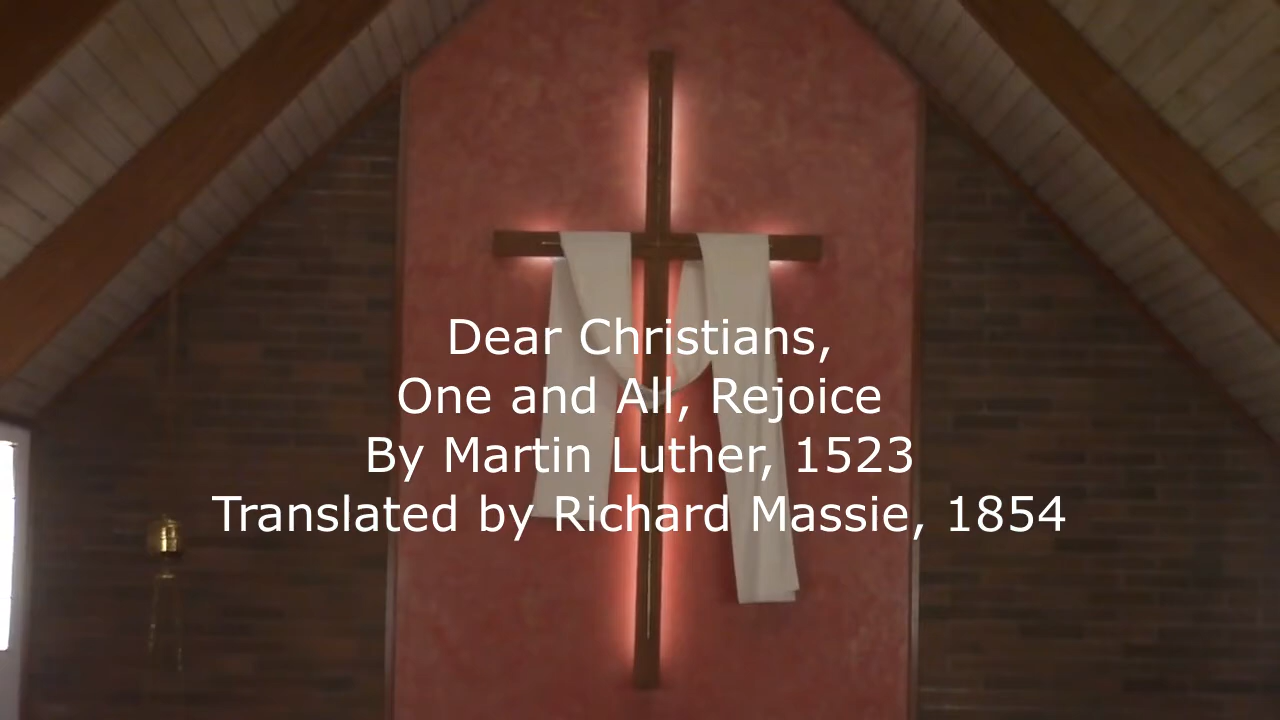 Dear Christians,
One and All, Rejoice
By Martin Luther, 1523
Translated by Richard Massie, 1854